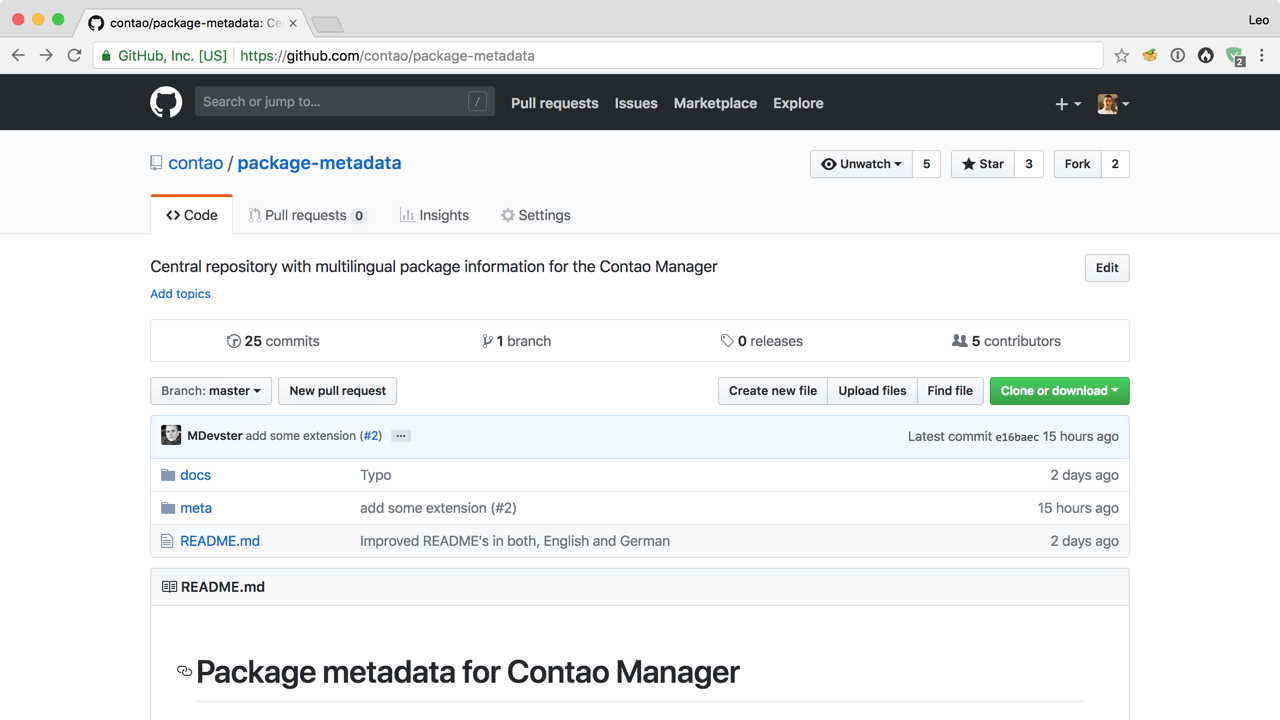 contao/package-metadata: Ce
Leo
GitHub, Inc. [US] https://github.com/contao/package-metadata
2
Search or jump to... / Pull requests Issues Marketplace Explore
contao / package-metadata
Unwatch 5 Star 3 Fork 2
Code Pull requests 0 Insights Settings
Central repository with multilingual package information for the Contao Manager
Edit
Add topics
25 commits 1 branch 0 releases 5 contributors
Branch: master New pull request Create new file Upload files Find file Clone or download
MDevster add some extension (#2) ... Latest commit e16baec 15 hours ago
docs Typo 2 days ago
meta add some extension (#2) 15 hours ago
README.md Improved README's in both, English and German 2 days ago
README.md
Package metadata for Contao Manager